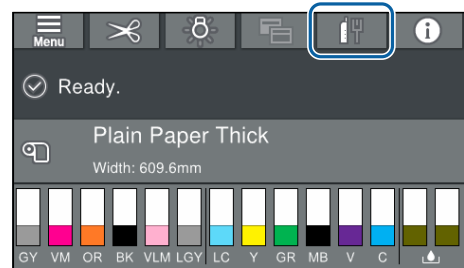 Menu
Ready.
Plain Paper Thick
Width: 609.6mm
GY VM OR BK VLM LGY LC Y GR MB V C